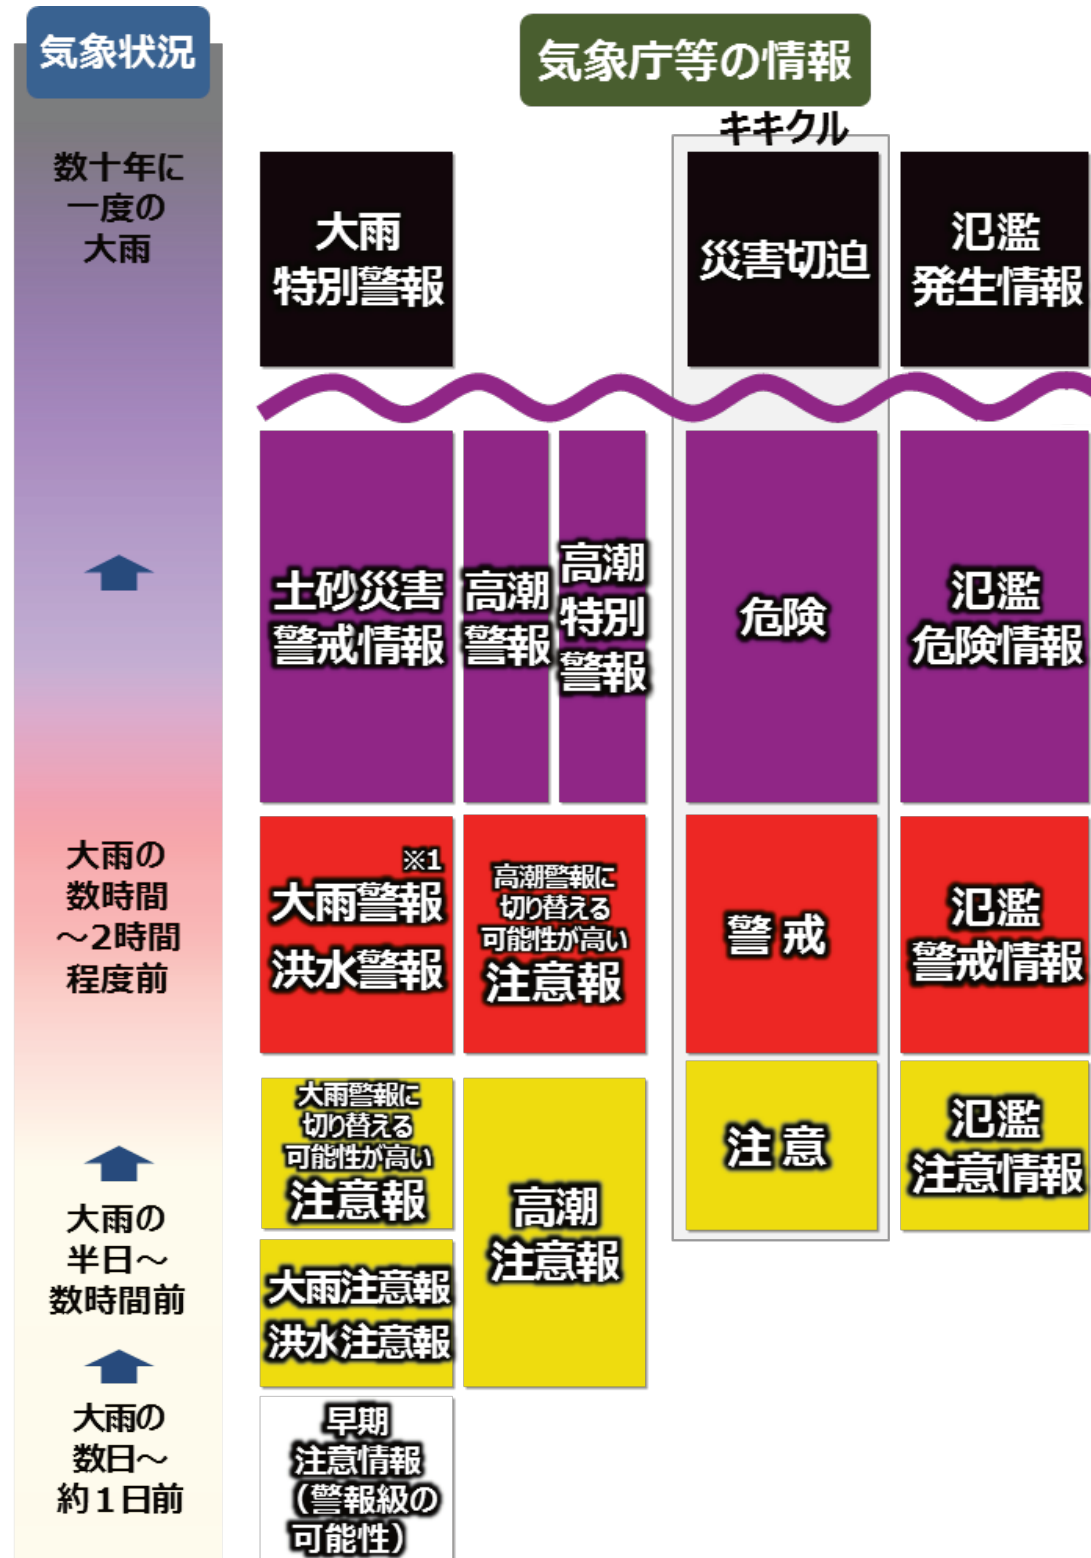 気象状況
気象庁等の情報
キキクル
数十年に
一度の
大雨
大雨
特別警報
災害切迫
氾濫
発生情報
土砂災害
警戒情報
高潮
警報
高潮
特別
警報
危険
氾濫
危険情報
大雨の
数時間
～2時間
程度前
※1
大雨警報
洪水警報
高潮警報に
切り替える
可能性が高い
注意報
警戒
氾濫
警戒情報
大雨の
半日～
数時間前
大雨警報に
切り替える
可能性が高い
注意報
大雨注意報
洪水注意報
高潮
注意報
注意
氾濫
注意情報
大雨の
数日～
約１日前
早期
注意情報
（警報級の
可能性）